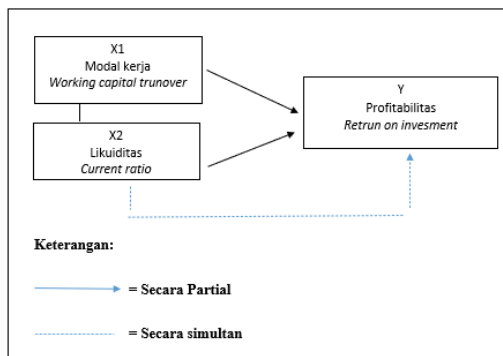 X1
Modal kerja
Working capital trunover
X2
Likuiditas
Current ratio
Y
Profitabilitas
Retrun on invesment
Keterangan:
= Secara Partial
= Secara simultan